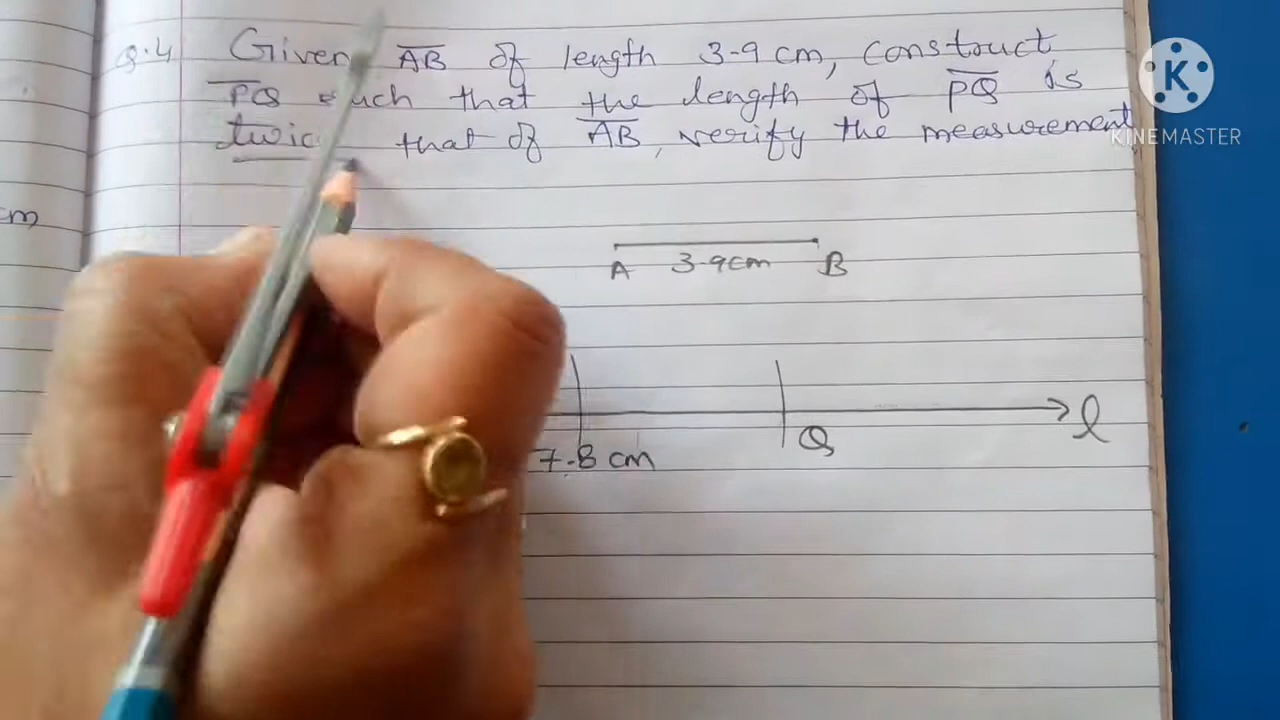 Q.4 Given AB of length 3.9 cm, construct
PQ such that the length of PQ is
twice that of AB, verify the measurement
K
KINEMASTER
cm
A 3.9cm B
l
Q
7.8 cm